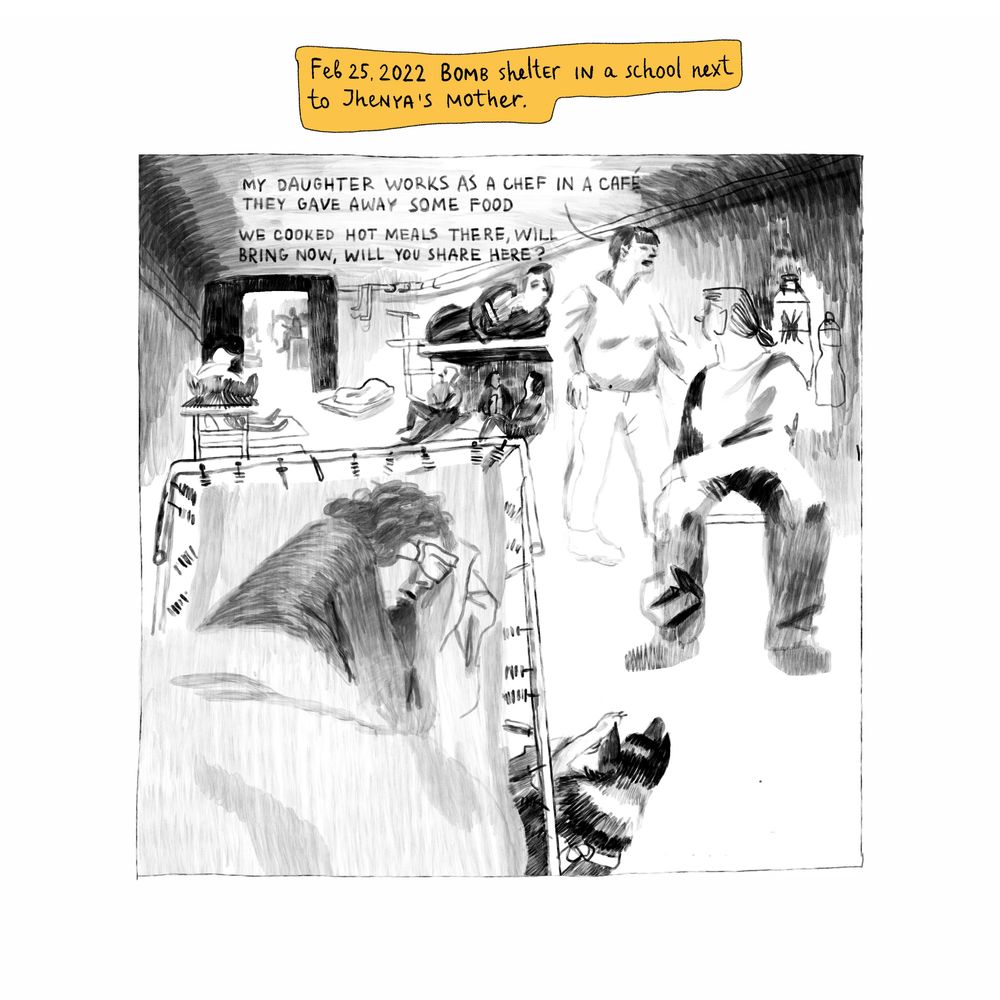 Feb 25, 2022 BOMB shelter IN a school next
to JhENYA'S MOTher.
MY DAUGHTER WORKS AS A CHEF IN A CAFÉ
THEY GAVE AWAY SOME FOOD
WE COOKED HOT MEALS THERE, WILL
BRING NOW, WILL YOU SHARE HERE?